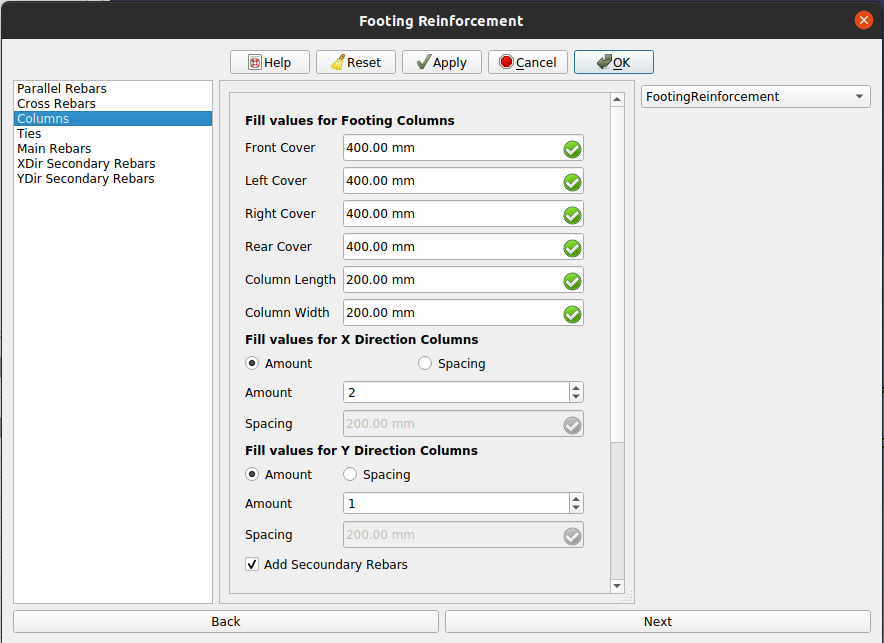 Footing Reinforcement
Help Reset Apply Cancel OK
Parallel Rebars
Cross Rebars
Columns
Ties
Main Rebars
XDir Secondary Rebars
YDir Secondary Rebars
Fill values for Footing Columns
Front Cover 400.00 mm
Left Cover 400.00 mm
Right Cover 400.00 mm
Rear Cover 400.00 mm
Column Length 200.00 mm
Column Width 200.00 mm
Fill values for X Direction Columns
Amount Spacing
Amount 2
Spacing 200.00 mm
Fill values for Y Direction Columns
Amount Spacing
Amount 1
Spacing 200.00 mm
Add Secoundary Rebars
FootingReinforcement
Back Next